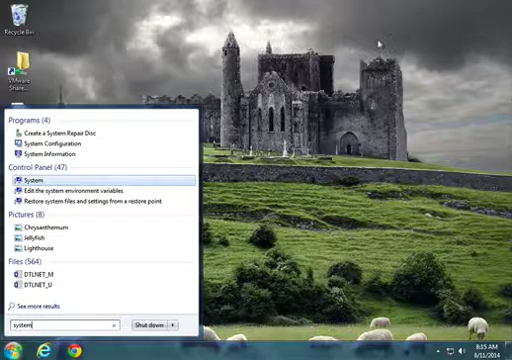 Recycle Bin
VMware
Share...
Programs (4)
Create a System Repair Disc
System Configuration
System Information
Control Panel (47)
System
Edit the system environment variables
Restore system files and settings from a restore point
Pictures (8)
Chrysanthemum
Jellyfish
Lighthouse
Files (564)
DTLNET_M
DTLNET_U
See more results
system
Shut down
8:15 AM
6/11/2014